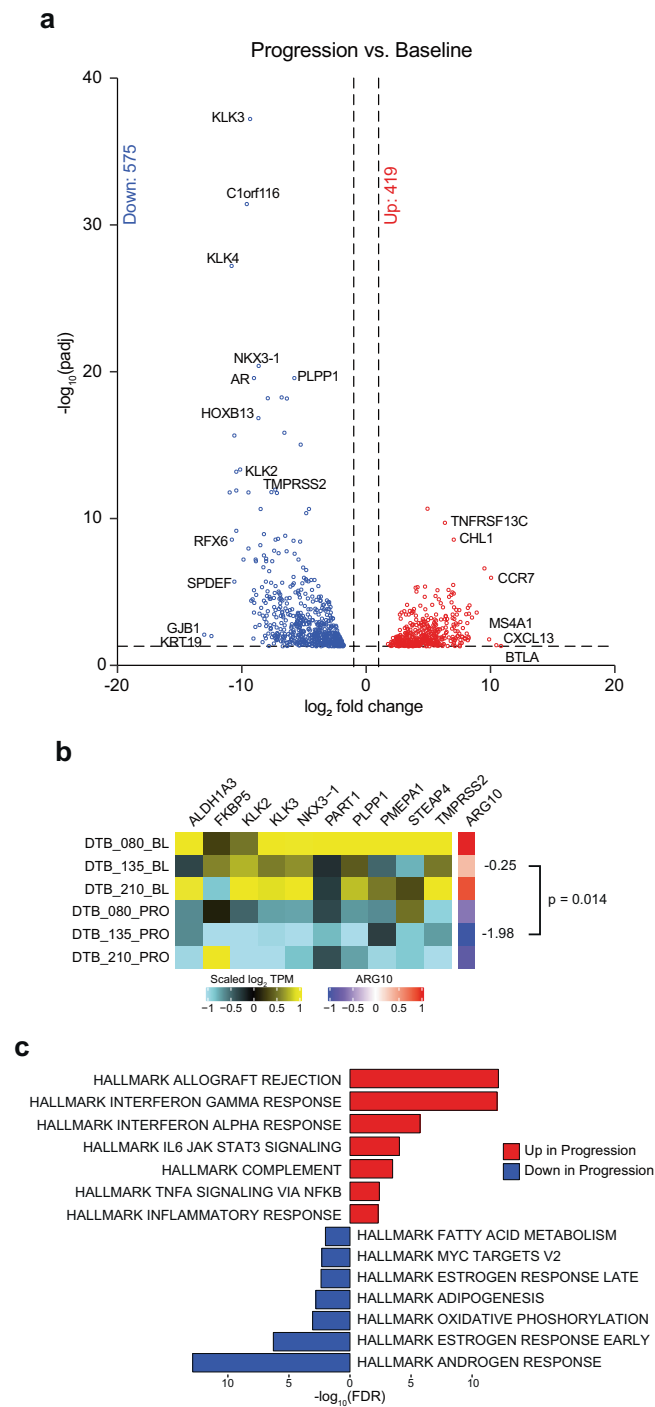 a
Progression vs. Baseline
40
30
20
10
0
-log10(padj)
Down: 575
Up: 419
KLK3
C1orf116
KLK4
NKX3-1
AR
PLPP1
HOXB13
KLK2
TMPRSS2
RFX6
SPDEF
GJB1
KRT19
TNFRSF13C
CHL1
CCR7
MS4A1
CXCL13
BTLA
-20 -10 0 10 20
log2 fold change
b
ALDH1A3 FKBP5 KLK2 KLK3 NKX3−1 PART1 PLPP1 PMEPA1 STEAP4 TMPRSS2 ARG10
DTB_080_BL
DTB_135_BL -0.25
DTB_210_BL
p = 0.014
DTB_080_PRO
DTB_135_PRO -1.98
DTB_210_PRO
Scaled log2 TPM ARG10
−1 −0.5 0 0.5 1 −1 −0.5 0 0.5 1
c
HALLMARK ALLOGRAFT REJECTION
HALLMARK INTERFERON GAMMA RESPONSE
HALLMARK INTERFERON ALPHA RESPONSE
HALLMARK IL6 JAK STAT3 SIGNALING
HALLMARK COMPLEMENT
HALLMARK TNFA SIGNALING VIA NFKB
HALLMARK INFLAMMATORY RESPONSE
Up in Progression
Down in Progression
HALLMARK FATTY ACID METABOLISM
HALLMARK MYC TARGETS V2
HALLMARK ESTROGEN RESPONSE LATE
HALLMARK ADIPOGENESIS
HALLMARK OXIDATIVE PHOSHORYLATION
HALLMARK ESTROGEN RESPONSE EARLY
HALLMARK ANDROGEN RESPONSE
10 5 0 5 10
-log10(FDR)